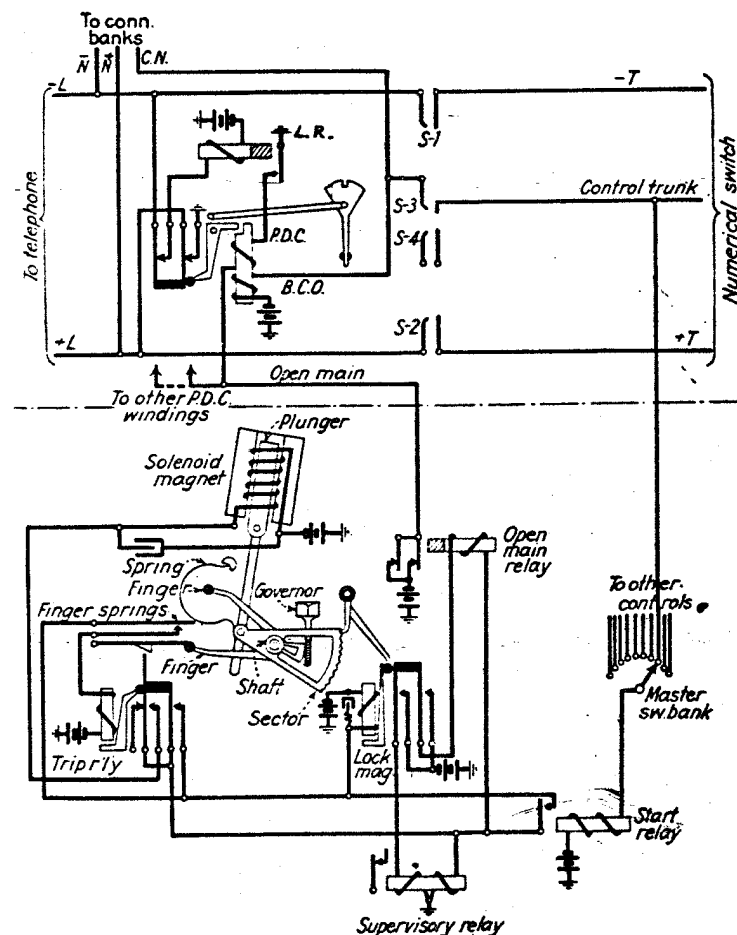 To conn.
banks
N̄
N⁺
C.N.
-L
-T
L.R.
S-1
Control trunk
S-3
S-4
P.D.C.
B.C.O.
To telephone
Numerical switch
S-2
+L
+T
Open main
To other P.D.C.
windings
Plunger
Solenoid
magnet
Open
main
relay
Spring
Finger
Governor
Finger springs
To other
controls
Finger
Shaft
Sector
Master
sw. bank
Trip r'ly
Lock
mag.
Start
relay
Supervisory relay